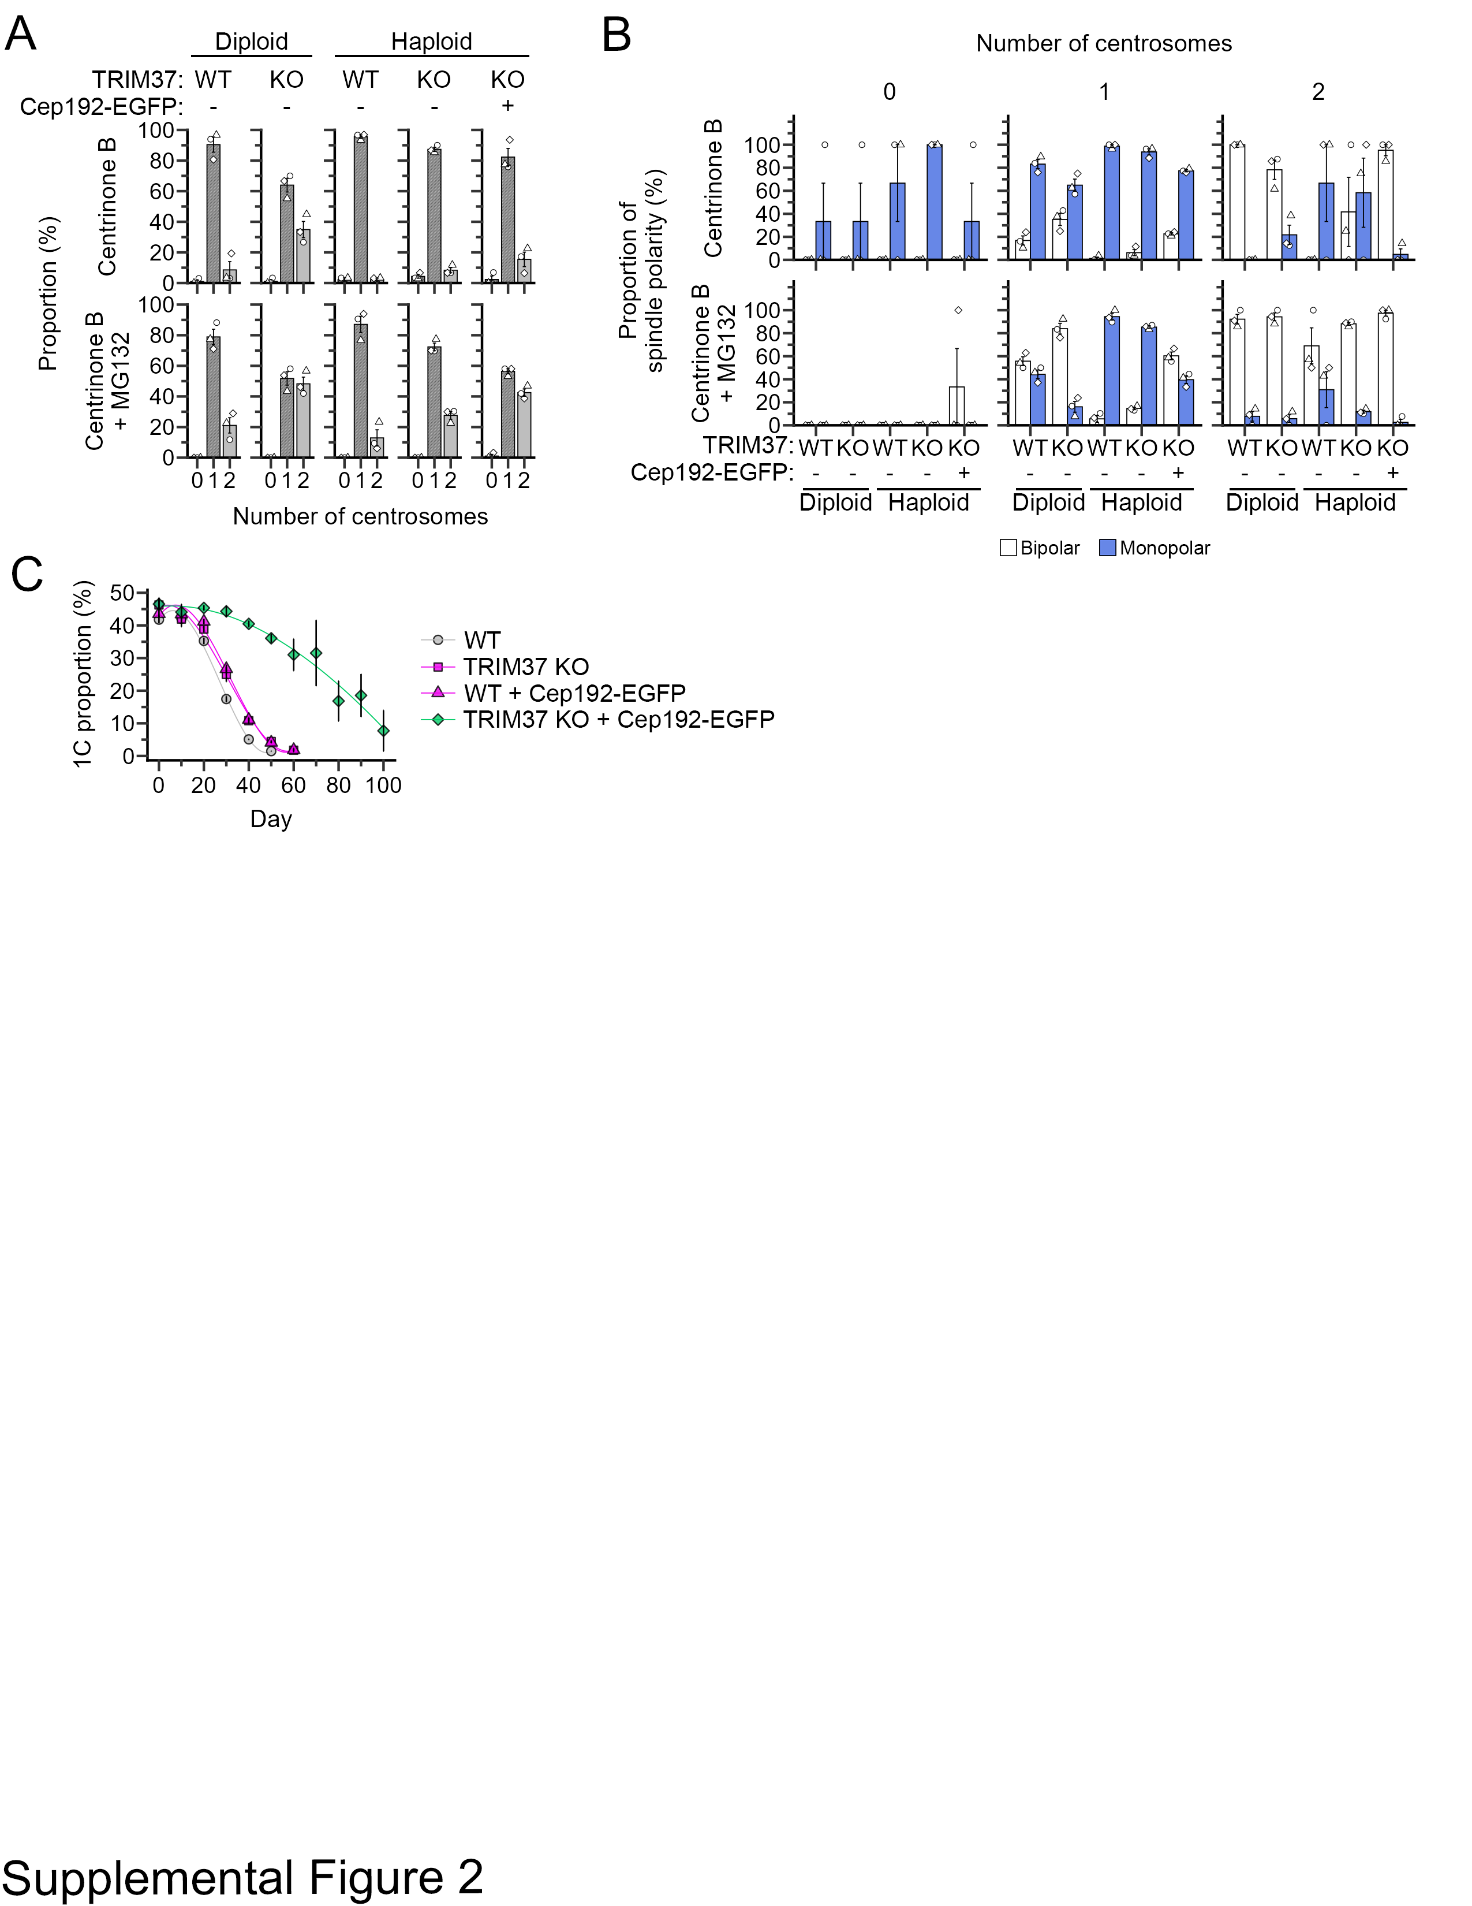 A
Diploid Haploid
TRIM37: WT KO WT KO KO
Cep192-EGFP: - - - - +
Proportion (%)
Centrinone B
100
80
60
40
20
0
Centrinone B
+ MG132
100
80
60
40
20
0
0 1 2 0 1 2 0 1 2 0 1 2 0 1 2
Number of centrosomes
B
Number of centrosomes
0 1 2
Proportion of
spindle polarity (%)
Centrinone B
100
80
60
40
20
0
Centrinone B
+ MG132
100
80
60
40
20
0
TRIM37: WT KO WT KO KO WT KO WT KO KO WT KO WT KO KO
Cep192-EGFP: - - - - + - - - - + - - - - +
Diploid Haploid Diploid Haploid Diploid Haploid
Bipolar Monopolar
C
1C proportion (%)
50
40
30
20
10
0
0 20 40 60 80 100
Day
WT
TRIM37 KO
WT + Cep192-EGFP
TRIM37 KO + Cep192-EGFP
Supplemental Figure 2